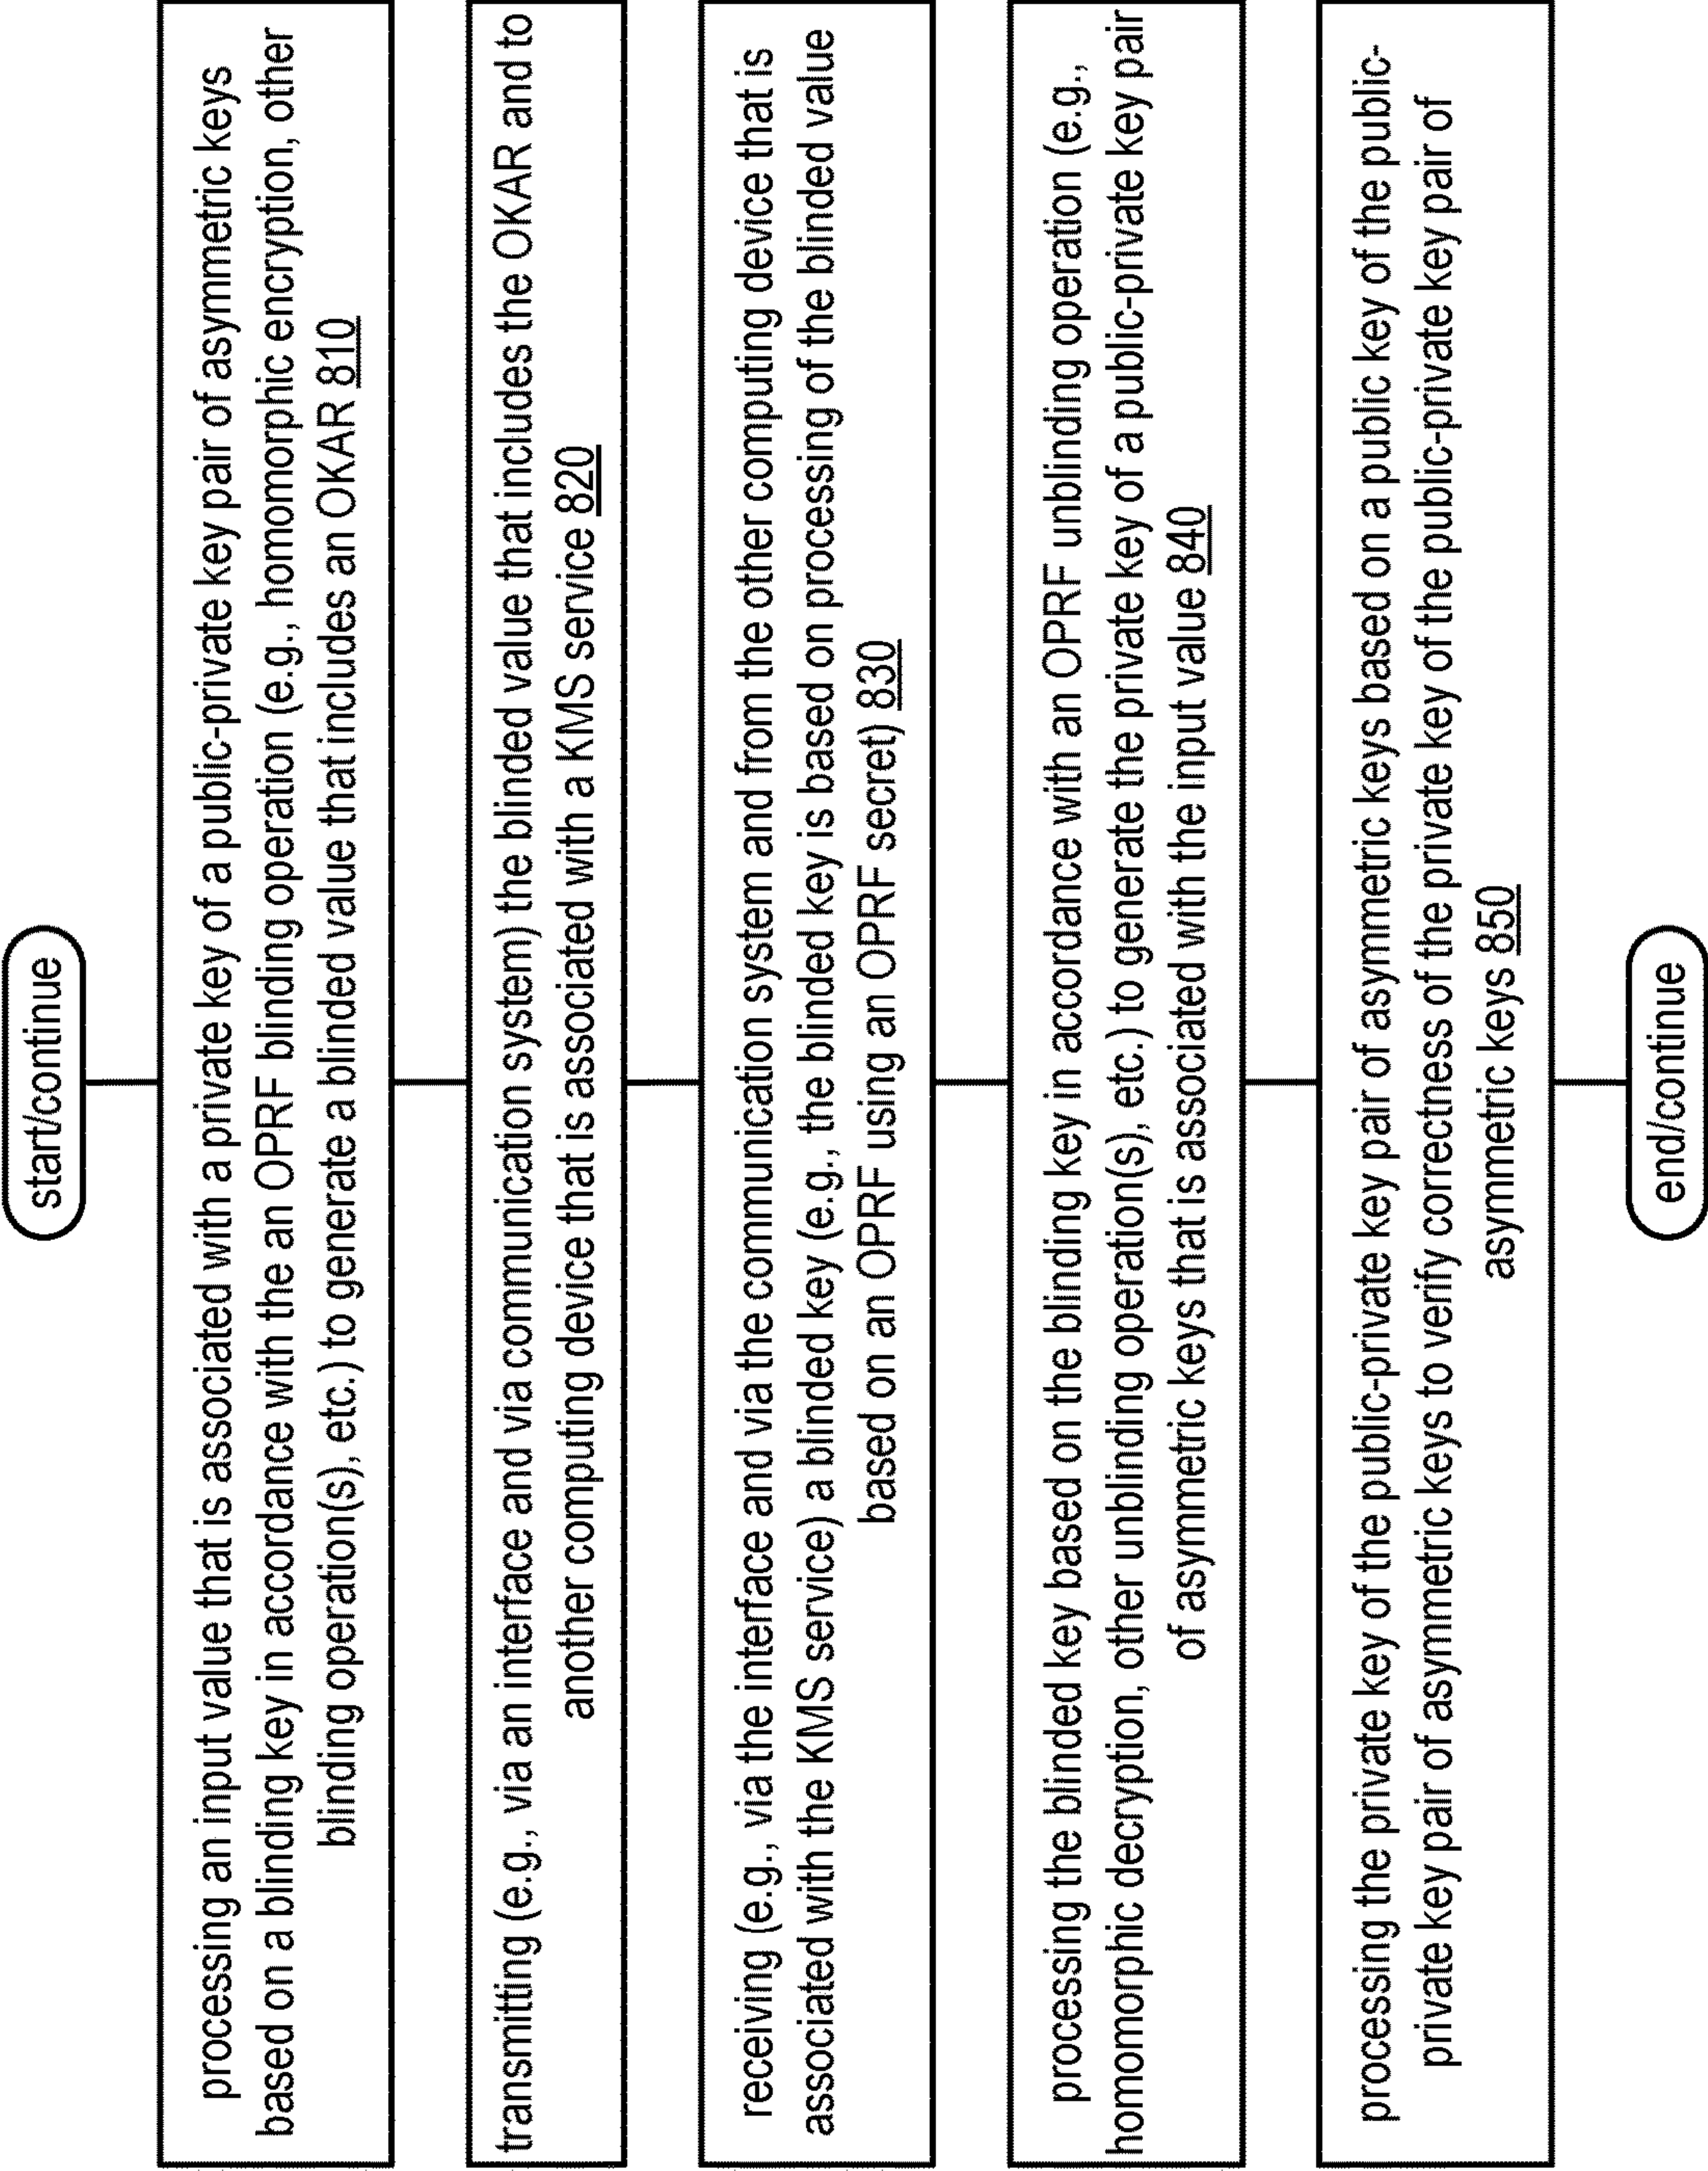 start/continue
processing an input value that is associated with a private key of a public-private key pair of asymmetric keys
based on a blinding key in accordance with the an OPRF blinding operation (e.g., homomorphic encryption, other
blinding operation(s), etc.) to generate a blinded value that includes an OKAR 810
transmitting (e.g., via an interface and via communication system) the blinded value that includes the OKAR and to
another computing device that is associated with a KMS service 820
receiving (e.g., via the interface and via the communication system and from the other computing device that is
associated with the KMS service) a blinded key (e.g., the blinded key is based on processing of the blinded value
based on an OPRF using an OPRF secret) 830
processing the blinded key based on the blinding key in accordance with an OPRF unblinding operation (e.g.,
homomorphic decryption, other unblinding operation(s), etc.) to generate the private key of a public-private key pair
of asymmetric keys that is associated with the input value 840
processing the private key of the public-private key pair of asymmetric keys based on a public key of the public-
private key pair of asymmetric keys to verify correctness of the private key of the public-private key pair of
asymmetric keys 850
end/continue